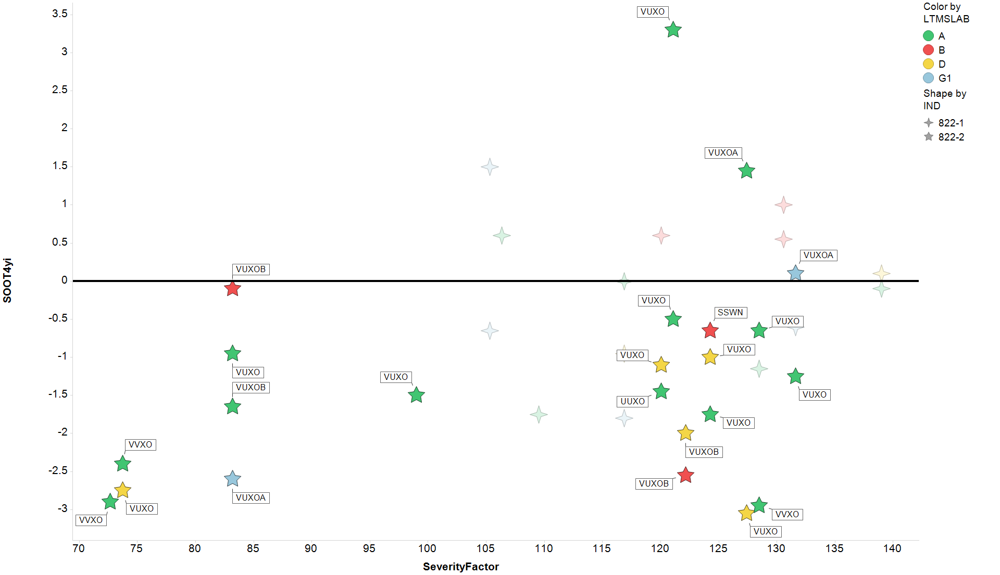 Color by
LTMSLAB
A
B
D
G1
Shape by
IND
822-1
822-2
SOOT4yi
3.5
3
2.5
2
1.5
1
0.5
0
-0.5
-1
-1.5
-2
-2.5
-3
VUXO
VUXOA
VUXOA
VUXOB
VUXO
SSWN
VUXO
VUXO
VUXO
VUXO
VUXOB
VUXO
VUXO
UUXO
VUXO
VVXO
VUXOB
VUXOB
VUXOA
VUXO
VVXO
VVXO
VUXO
70
75
80
85
90
95
100
105
110
115
120
125
130
135
140
SeverityFactor